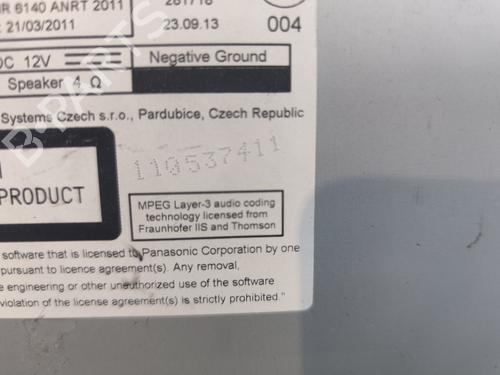 MR 6140 ANRT 2011
21/03/2011
23.09.13
004
DC 12V
Negative Ground
Speaker 4 Ω
Systems Czech s.r.o., Pardubice, Czech Republic
110537411
PRODUCT
MPEG Layer-3 audio coding
technology licensed from
Fraunhofer IIS and Thomson
software that is licensed to Panasonic Corporation by one
pursuant to licence agreement(s). Any removal,
engineering or other unauthorized use of the software
violation of the license agreement(s) is strictly prohibited."
B-PARTS